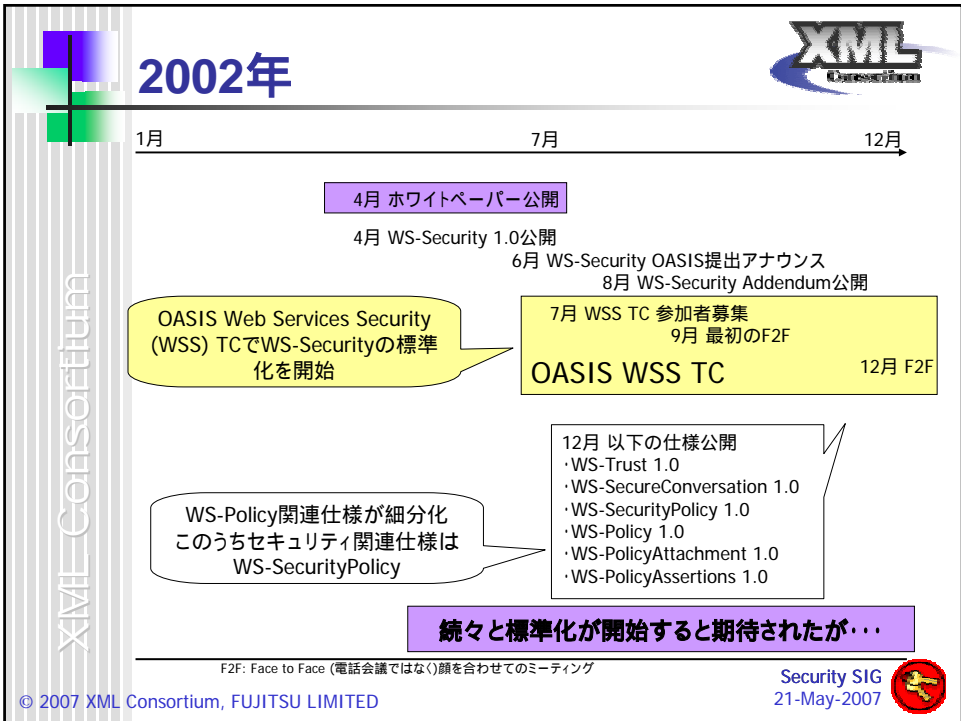 2002年
XML
Consortium
1月 7月 12月
4月 ホワイトペーパー公開
4月 WS-Security 1.0公開
6月 WS-Security OASIS提出アナウンス
8月 WS-Security Addendum公開
OASIS Web Services Security
(WSS) TCでWS-Securityの標準
化を開始
7月 WSS TC 参加者募集
9月 最初のF2F
OASIS WSS TC
12月 F2F
12月 以下の仕様公開
・WS-Trust 1.0
・WS-SecureConversation 1.0
・WS-SecurityPolicy 1.0
・WS-Policy 1.0
・WS-PolicyAttachment 1.0
・WS-PolicyAssertions 1.0
WS-Policy関連仕様が細分化
このうちセキュリティ関連仕様は
WS-SecurityPolicy
続々と標準化が開始すると期待されたが・・・
F2F: Face to Face (電話会議ではなく)顔を合わせてのミーティング
XML Consortium
© 2007 XML Consortium, FUJITSU LIMITED
Security SIG
21-May-2007